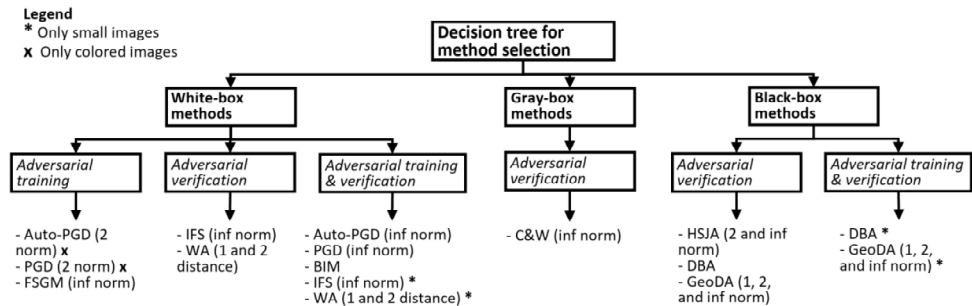 Legend
* Only small images
x Only colored images
Decision tree for
method selection
White-box
methods
Gray-box
methods
Black-box
methods
Adversarial
training
Adversarial
verification
Adversarial training
& verification
Adversarial
verification
Adversarial
verification
Adversarial training
& verification
- Auto-PGD (2
norm) x
- PGD (2 norm) x
- FSGM (inf norm)
- IFS (inf norm)
- WA (1 and 2
distance)
- Auto-PGD (inf norm)
- PGD (inf norm)
- BIM
- IFS (inf norm) *
- WA (1 and 2 distance) *
- C&W (inf norm)
- HSJA (2 and inf
norm)
- DBA
- GeoDA (1, 2,
and inf norm)
- DBA *
- GeoDA (1, 2,
and inf norm) *